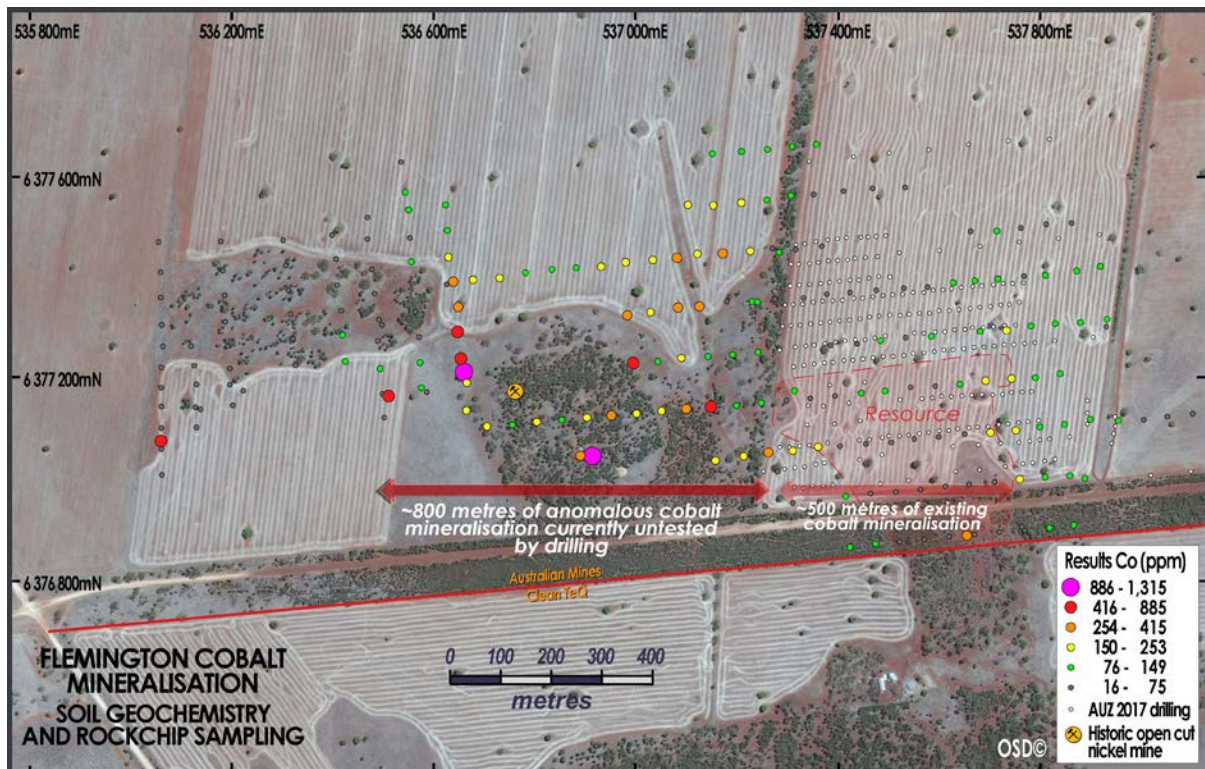 535 800mE 536 200mE 536 600mE 537 000mE 537 400mE 537 800mE
6 377 600mN
6 377 200mN
Resource
~800 metres of anomalous cobalt
mineralisation currently untested
by drilling
~500 metres of existing
cobalt mineralisation
6 376 800mN
Australian Mines
Clean TeQ
FLEMINGTON COBALT
MINERALISATION
SOIL GEOCHEMISTRY
AND ROCKCHIP SAMPLING
0 100 200 300 400
metres
OSD©
Results Co (ppm)
886 - 1,315
416 - 885
254 - 415
150 - 253
76 - 149
16 - 75
AUZ 2017 drilling
Historic open cut
nickel mine